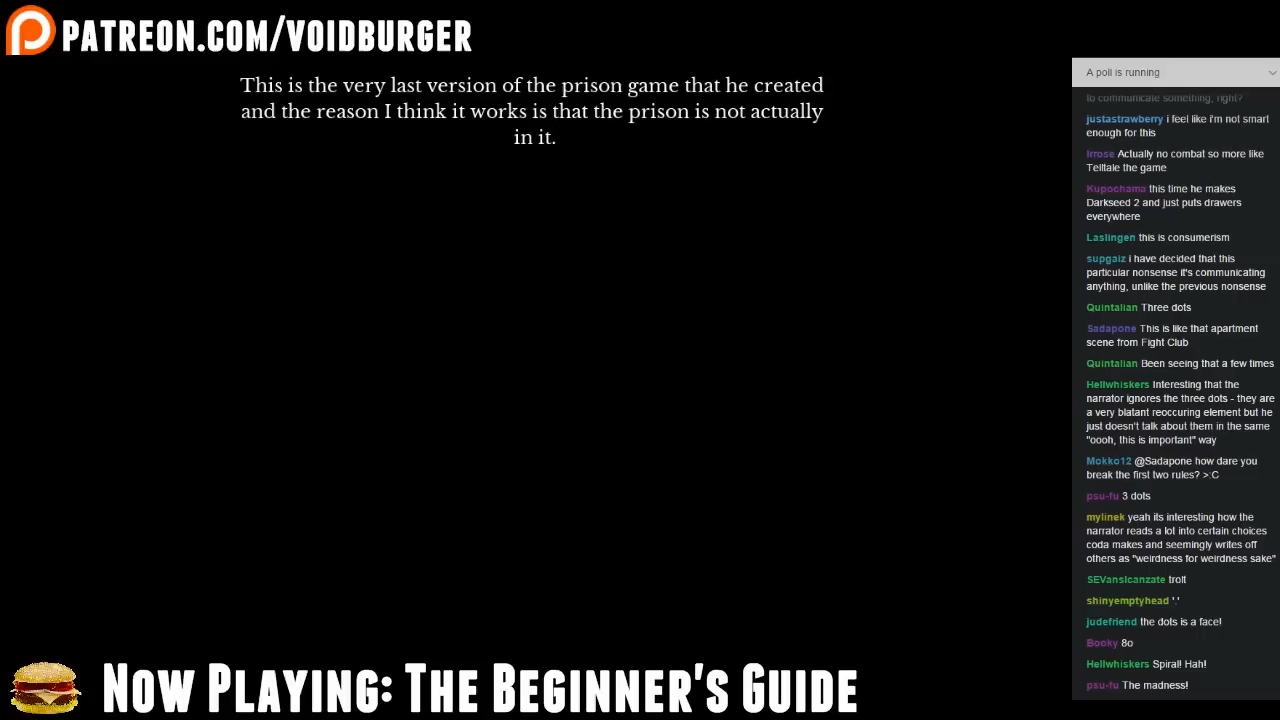 PATREON.COM/VOIDBURGER
This is the very last version of the prison game that he created
and the reason I think it works is that the prison is not actually
in it.
A poll is running
to communicate something, right?
justastrawberry i feel like i'm not smart
enough for this
Irrose Actually no combat so more like
Telltale the game
Kupochama this time he makes
Darkseed 2 and just puts drawers
everywhere
Laslingen this is consumerism
supgaiz i have decided that this
particular nonsense it's communicating
anything, unlike the previous nonsense
Quintalian Three dots
Sadapone This is like that apartment
scene from Fight Club
Quintalian Been seeing that a few times
Hellwhiskers Interesting that the
narrator ignores the three dots - they are
a very blatant reoccuring element but he
just doesn't talk about them in the same
"oooh, this is important" way
Mokko12 @Sadapone how dare you
break the first two rules? >:C
psu-fu 3 dots
mylinek yeah its interesting how the
narrator reads a lot into certain choices
coda makes and seemingly writes off
others as "weirdness for weirdness sake"
SEVansIcanzate trolt
shinyemptyhead '.'
judefriend the dots is a face!
Booky 8o
Hellwhiskers Spiral! Hah!
psu-fu The madness!
NOW PLAYING: THE BEGINNER'S GUIDE